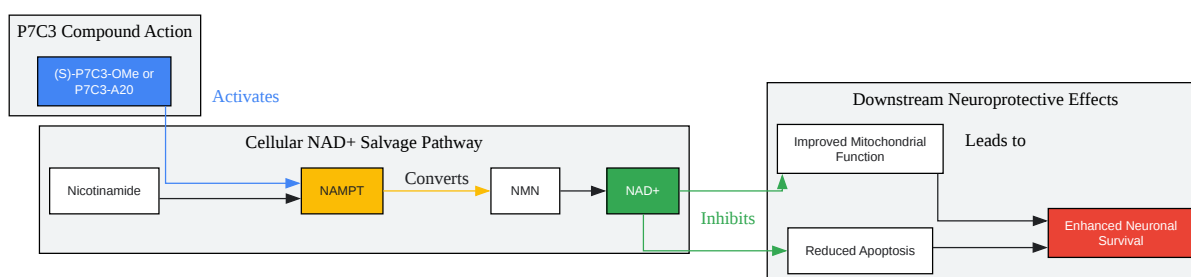 P7C3 Compound Action
(S)-P7C3-OMe or
P7C3-A20
Activates
Cellular NAD+ Salvage Pathway
Nicotinamide
NAMPT
Converts
NMN
NAD+
Inhibits
Downstream Neuroprotective Effects
Improved Mitochondrial
Function
Leads to
Reduced Apoptosis
Enhanced Neuronal
Survival